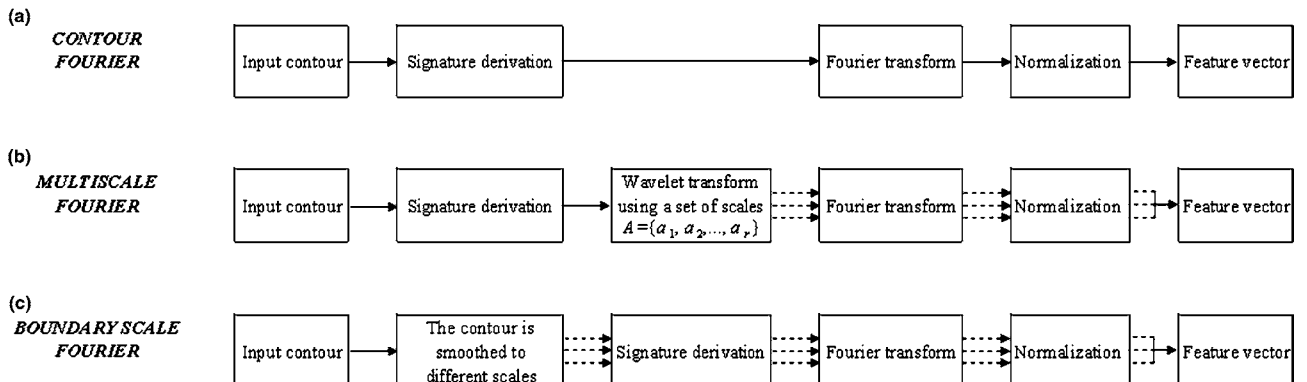 (a)
CONTOUR
FOURIER
Input contour
Signature derivation
Fourier transform
Normalization
Feature vector
(b)
MULTISCALE
FOURIER
Input contour
Signature derivation
Wavelet transform
using a set of scales
A={a1, a2,..., ar}
Fourier transform
Normalization
Feature vector
(c)
BOUNDARY SCALE
FOURIER
Input contour
The contour is
smoothed to
different scales
Signature derivation
Fourier transform
Normalization
Feature vector